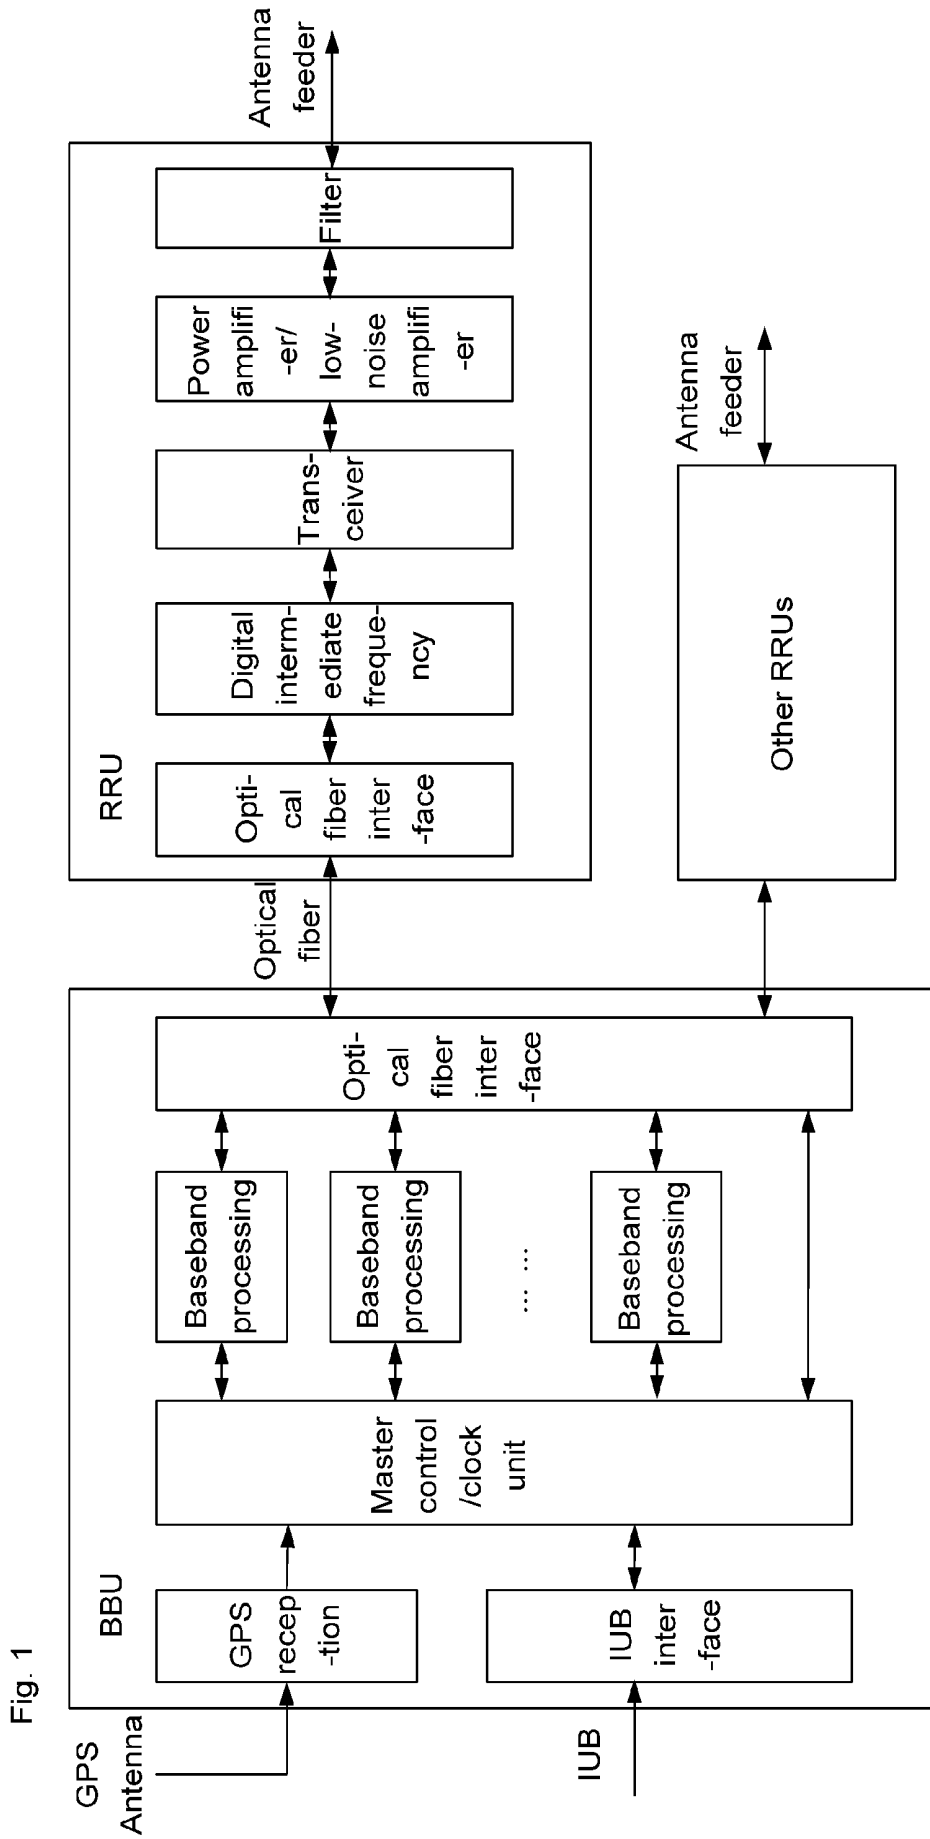 Fig. 1
GPS
Antenna
IUB
BBU
GPS
recep
-tion
IUB
inter
-face
Master
control
/clock
unit
Baseband
processing
Baseband
processing
... ...
Baseband
processing
Opti-
cal
fiber
inter
-face
Optical
fiber
RRU
Opti-
cal
fiber
inter
-face
Digital
interm-
ediate
freque-
ncy
Trans-
ceiver
Power
amplifi
-er/
low-
noise
amplifi
-er
Filter
Antenna
feeder
Other RRUs
Antenna
feeder